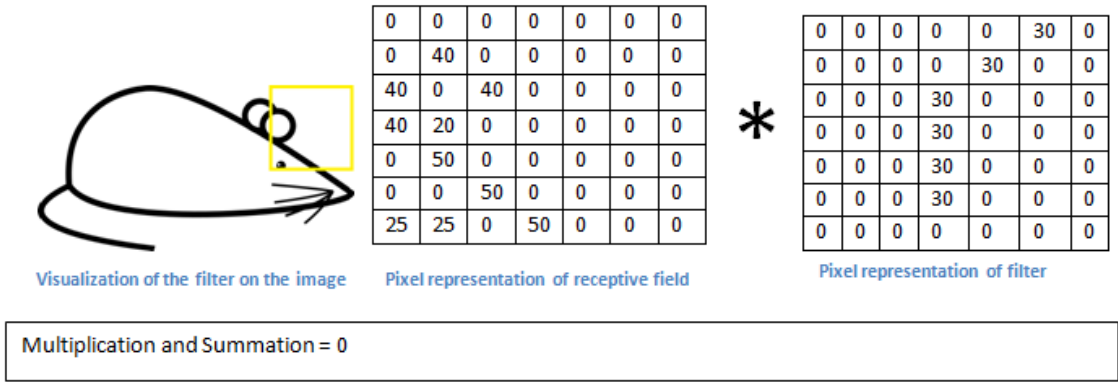 0 0 0 0 0 0 0
0 40 0 0 0 0 0
40 0 40 0 0 0 0
40 20 0 0 0 0 0
0 50 0 0 0 0 0
0 0 50 0 0 0 0
25 25 0 50 0 0 0
*
0 0 0 0 0 30 0
0 0 0 0 30 0 0
0 0 0 30 0 0 0
0 0 0 30 0 0 0
0 0 0 30 0 0 0
0 0 0 30 0 0 0
0 0 0 0 0 0 0
Visualization of the filter on the image
Pixel representation of receptive field
Pixel representation of filter
Multiplication and Summation = 0